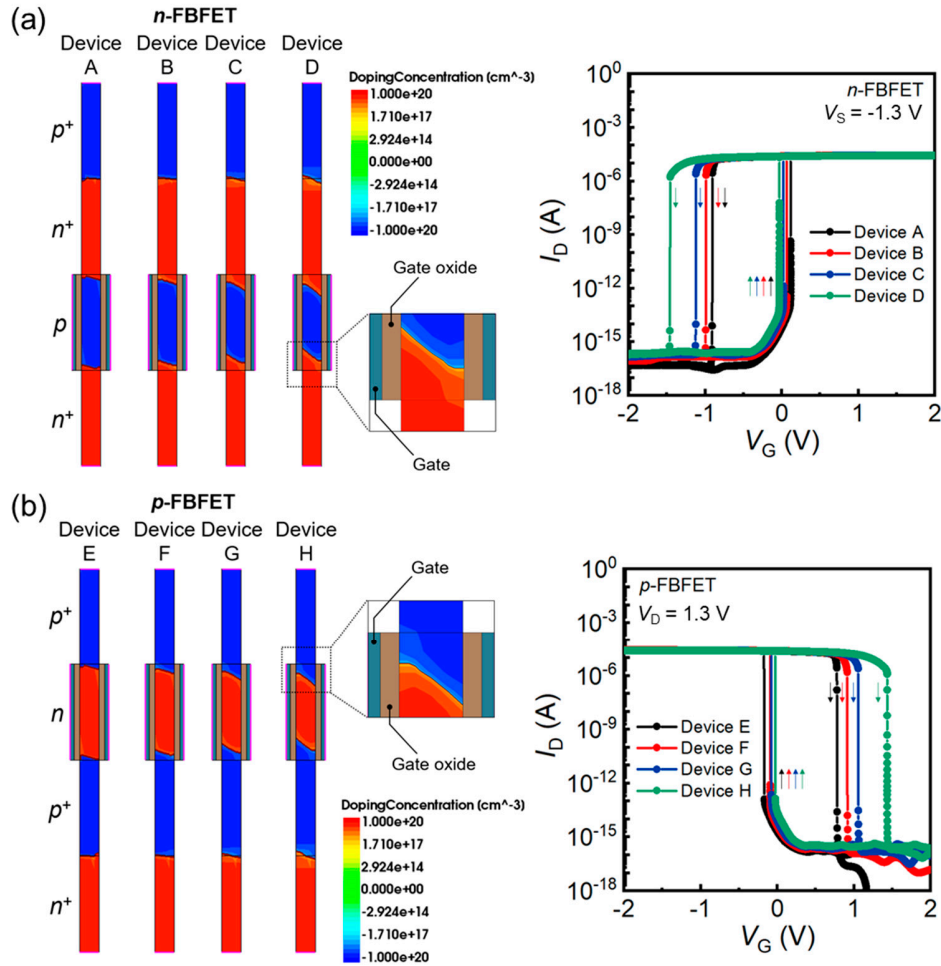 (a)
n-FBFET
Device A
Device B
Device C
Device D
p+
n+
p
n+
DopingConcentration (cm^-3)
1.000e+20
1.710e+17
2.924e+14
0.000e+00
-2.924e+14
-1.710e+17
-1.000e+20
Gate oxide
Gate
n-FBFET
VS = -1.3 V
Device A
Device B
Device C
Device D
ID (A)
10^0
10^-3
10^-6
10^-9
10^-12
10^-15
10^-18
-2
-1
0
1
2
VG (V)
(b)
p-FBFET
Device E
Device F
Device G
Device H
p+
n
p+
n+
Gate
Gate oxide
DopingConcentration (cm^-3)
1.000e+20
1.710e+17
2.924e+14
0.000e+00
-2.924e+14
-1.710e+17
-1.000e+20
p-FBFET
VD = 1.3 V
Device E
Device F
Device G
Device H
ID (A)
10^0
10^-3
10^-6
10^-9
10^-12
10^-15
10^-18
-2
-1
0
1
2
VG (V)